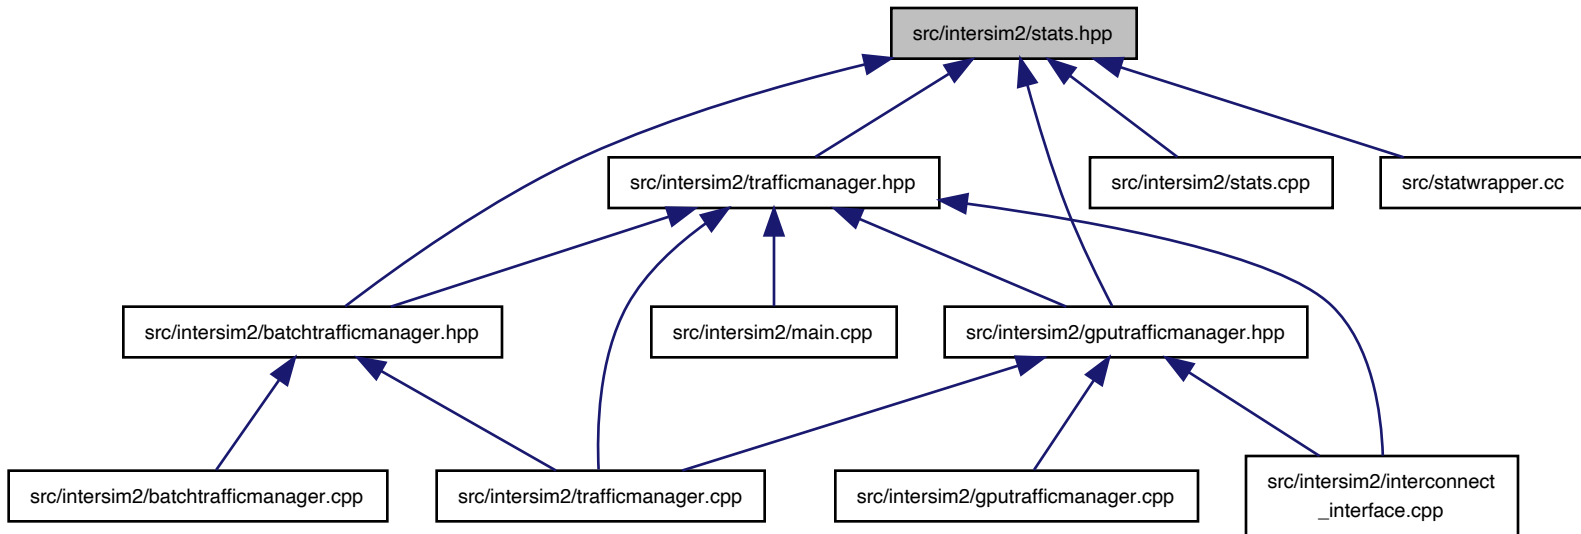 src/intersim2/stats.hpp
src/intersim2/trafficmanager.hpp
src/intersim2/stats.cpp
src/statwrapper.cc
src/intersim2/batchtrafficmanager.hpp
src/intersim2/main.cpp
src/intersim2/gputrafficmanager.hpp
src/intersim2/batchtrafficmanager.cpp
src/intersim2/trafficmanager.cpp
src/intersim2/gputrafficmanager.cpp
src/intersim2/interconnect
_interface.cpp